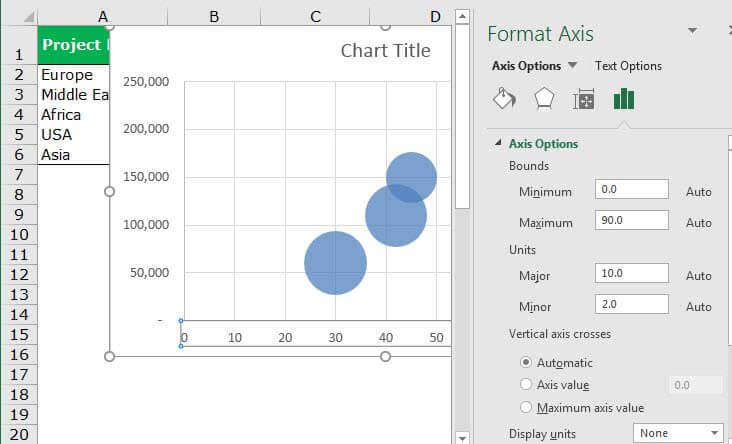 A B C D
1 Project
2 Europe
3 Middle Ea
4 Africa
5 USA
6 Asia
7
8
9
10
11
12
13
14
15
16
17
18
19
20
Chart Title
250,000
200,000
150,000
100,000
50,000
-
0 10 20 30 40 50
Format Axis
Axis Options Text Options
Axis Options
Bounds
Minimum 0.0 Auto
Maximum 90.0 Auto
Units
Major 10.0 Auto
Minor 2.0 Auto
Vertical axis crosses
Automatic
Axis value 0.0
Maximum axis value
Display units None